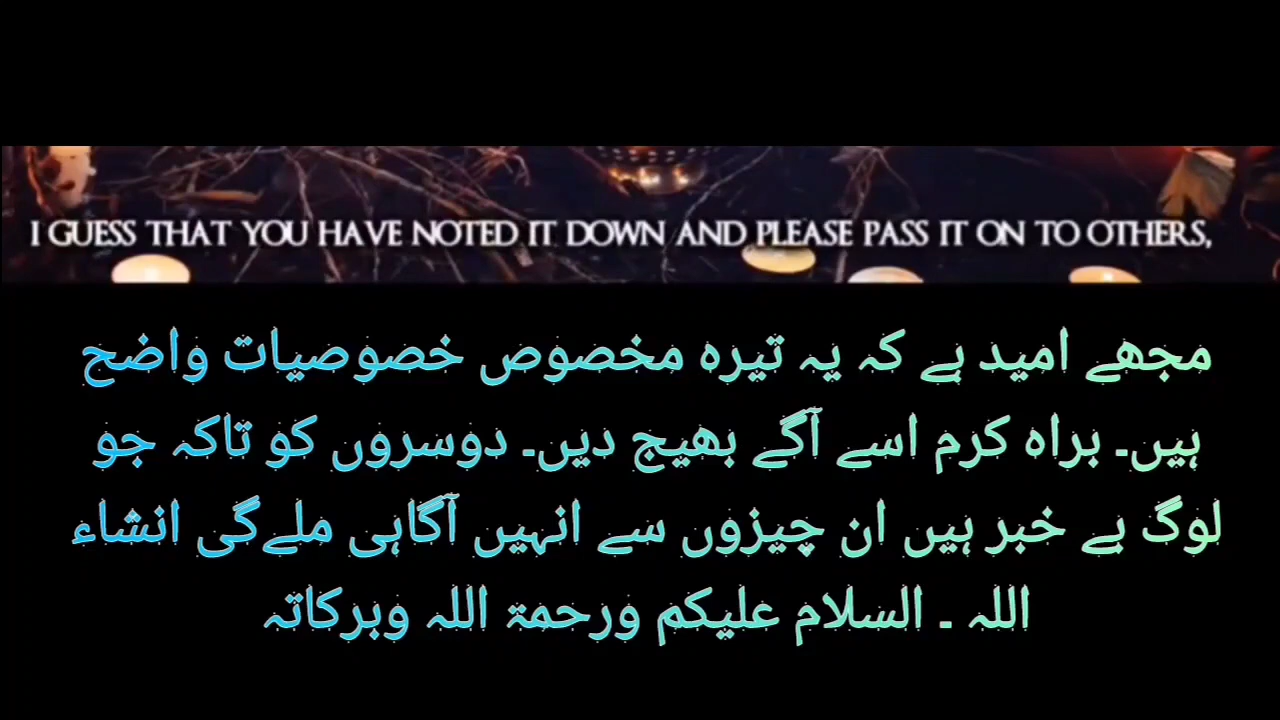 I GUESS THAT YOU HAVE NOTED IT DOWN AND PLEASE PASS IT ON TO OTHERS,
مجھے امید ہے کہ یہ تیرہ مخصوص خصوصیات واضح
ہیں۔ براہ کرم اسے آگے بھیج دیں۔ دوسروں کو تاکہ جو
لوگ بے خبر ہیں ان چیزوں سے انہیں آگاہی ملےگی انشاء
اللہ ۔ السلام علیکم ورحمۃ اللہ وبرکاتہ